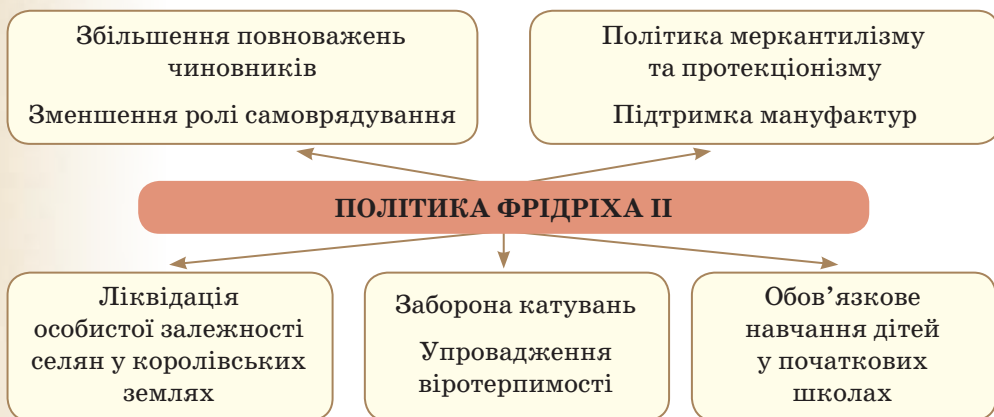 Збільшення повноважень
чиновників
Зменшення ролі самоврядування
Політика меркантилізму
та протекціонізму
Підтримка мануфактур
ПОЛІТИКА ФРІДРІХА ІІ
Ліквідація
особистої залежності
селян у королівських
землях
Заборона катувань
Упровадження
віротерпимості
Обов’язкове
навчання дітей
у початкових
школах